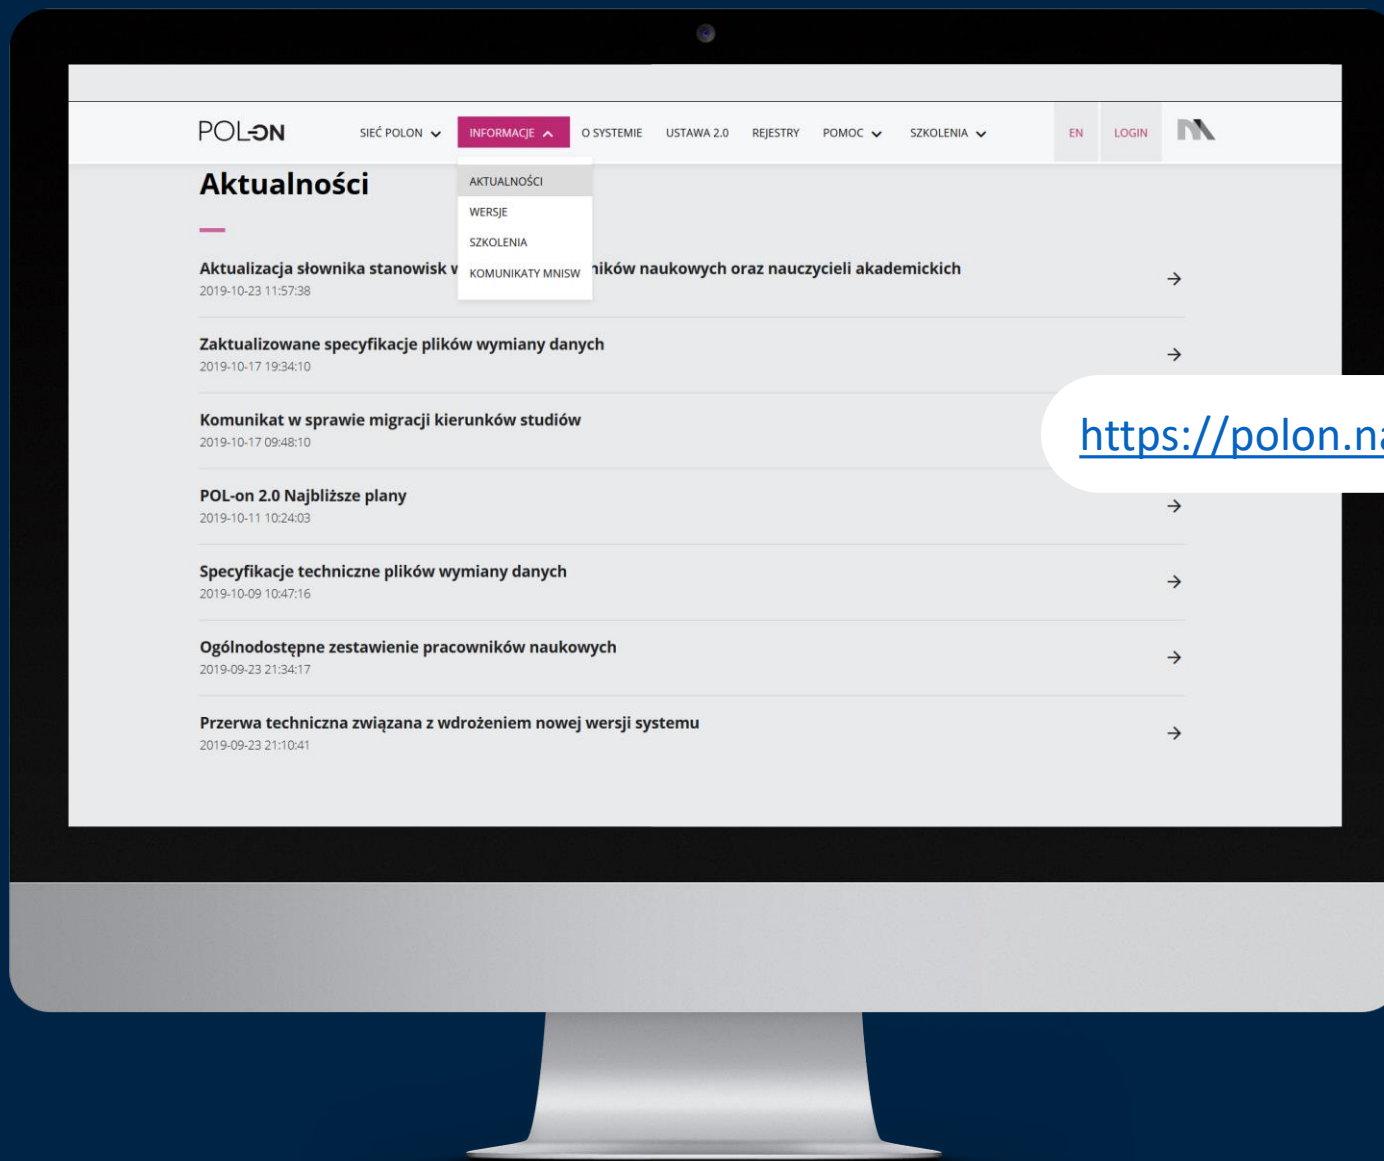 POL-ON
SIEĆ POLON INFORMACJE O SYSTEMIE USTAWA 2.0 REJESTRY POMOC SZKOLENIA EN LOGIN
AKTUALNOŚCI
WERSJE
SZKOLENIA
KOMUNIKATY MNISW
Aktualności
Aktualizacja słownika stanowisk naukowych oraz nauczycieli akademickich
2019-10-23 11:57:38
Zaktualizowane specyfikacje plików wymiany danych
2019-10-17 19:34:10
Komunikat w sprawie migracji kierunków studiów
2019-10-17 09:48:10
https://polon.na
POL-on 2.0 Najbliższe plany
2019-10-11 10:24:03
Specyfikacje techniczne plików wymiany danych
2019-10-09 10:47:16
Ogólnodostępne zestawienie pracowników naukowych
2019-09-23 21:34:17
Przerwa techniczna związana z wdrożeniem nowej wersji systemu
2019-09-23 21:10:41